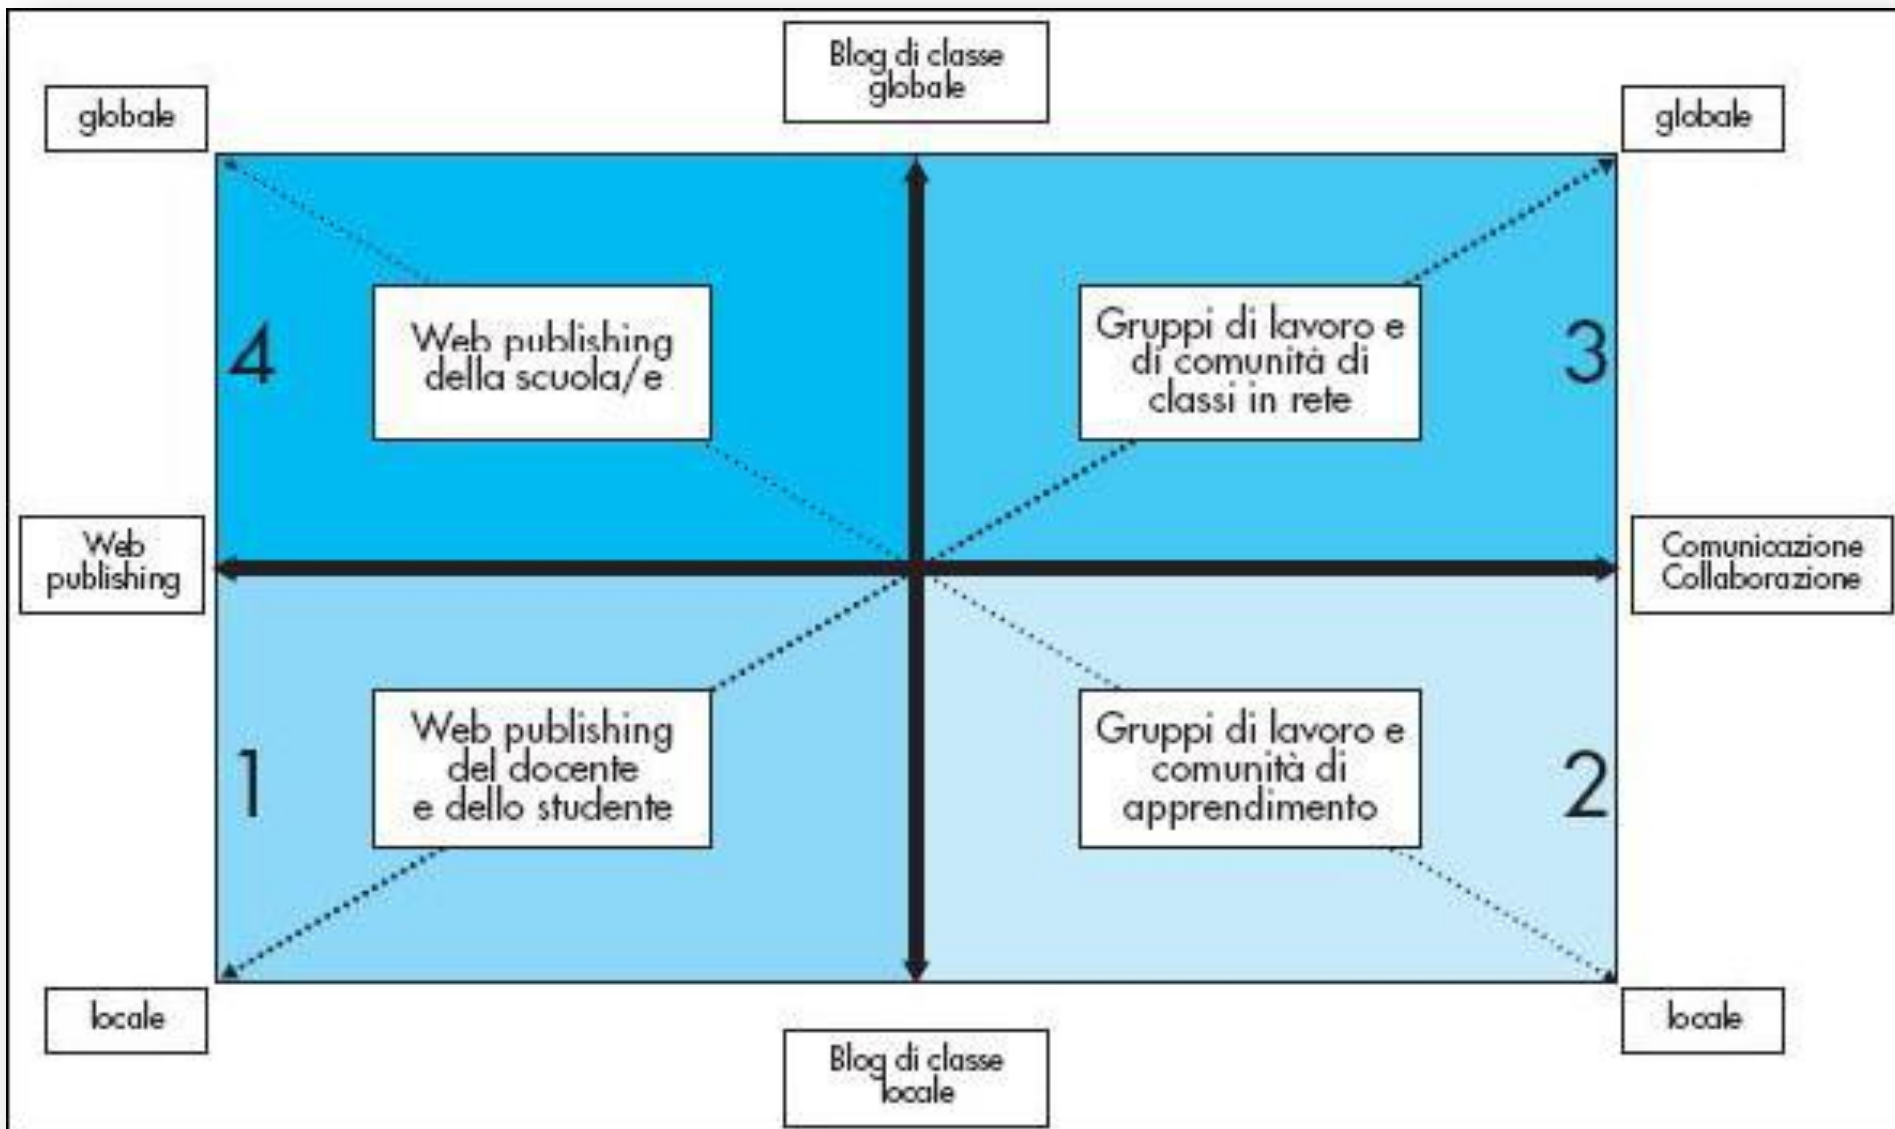 Blog di classe
globale
globale
globale
4
Web publishing
della scuola/e
Gruppi di lavoro e
di comunità di
classi in rete
3
Web
publishing
Comunicazione
Collaborazione
1
Web publishing
del docente
e dello studente
Gruppi di lavoro e
comunità di
apprendimento
2
locale
locale
Blog di classe
locale